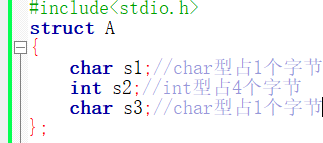 #include<stdio.h>
struct A
{
char s1;//char型占1个字节
int s2;//int型占4个字节
char s3;//char型占1个字节
};